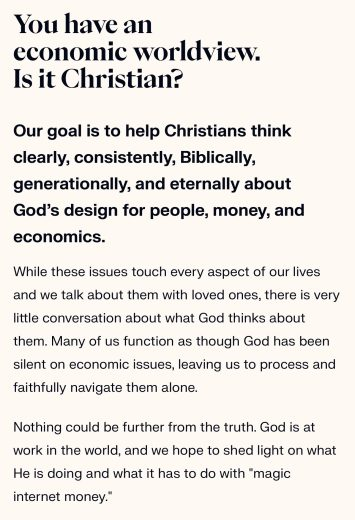 You have an
economic worldview.
Is it Christian?
Our goal is to help Christians think
clearly, consistently, Biblically,
generationally, and eternally about
God’s design for people, money, and
economics.
While these issues touch every aspect of our lives
and we talk about them with loved ones, there is very
little conversation about what God thinks about
them. Many of us function as though God has been
silent on economic issues, leaving us to process and
faithfully navigate them alone.
Nothing could be further from the truth. God is at
work in the world, and we hope to shed light on what
He is doing and what it has to do with "magic
internet money."